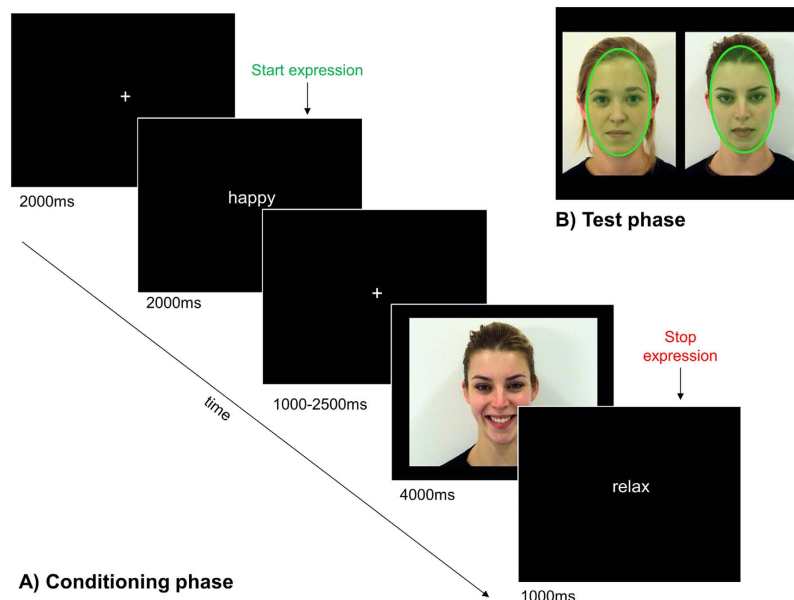 +
Start expression
2000ms
happy
2000ms
+
1000-2500ms
4000ms
Stop
expression
relax
1000ms
time
A) Conditioning phase
B) Test phase